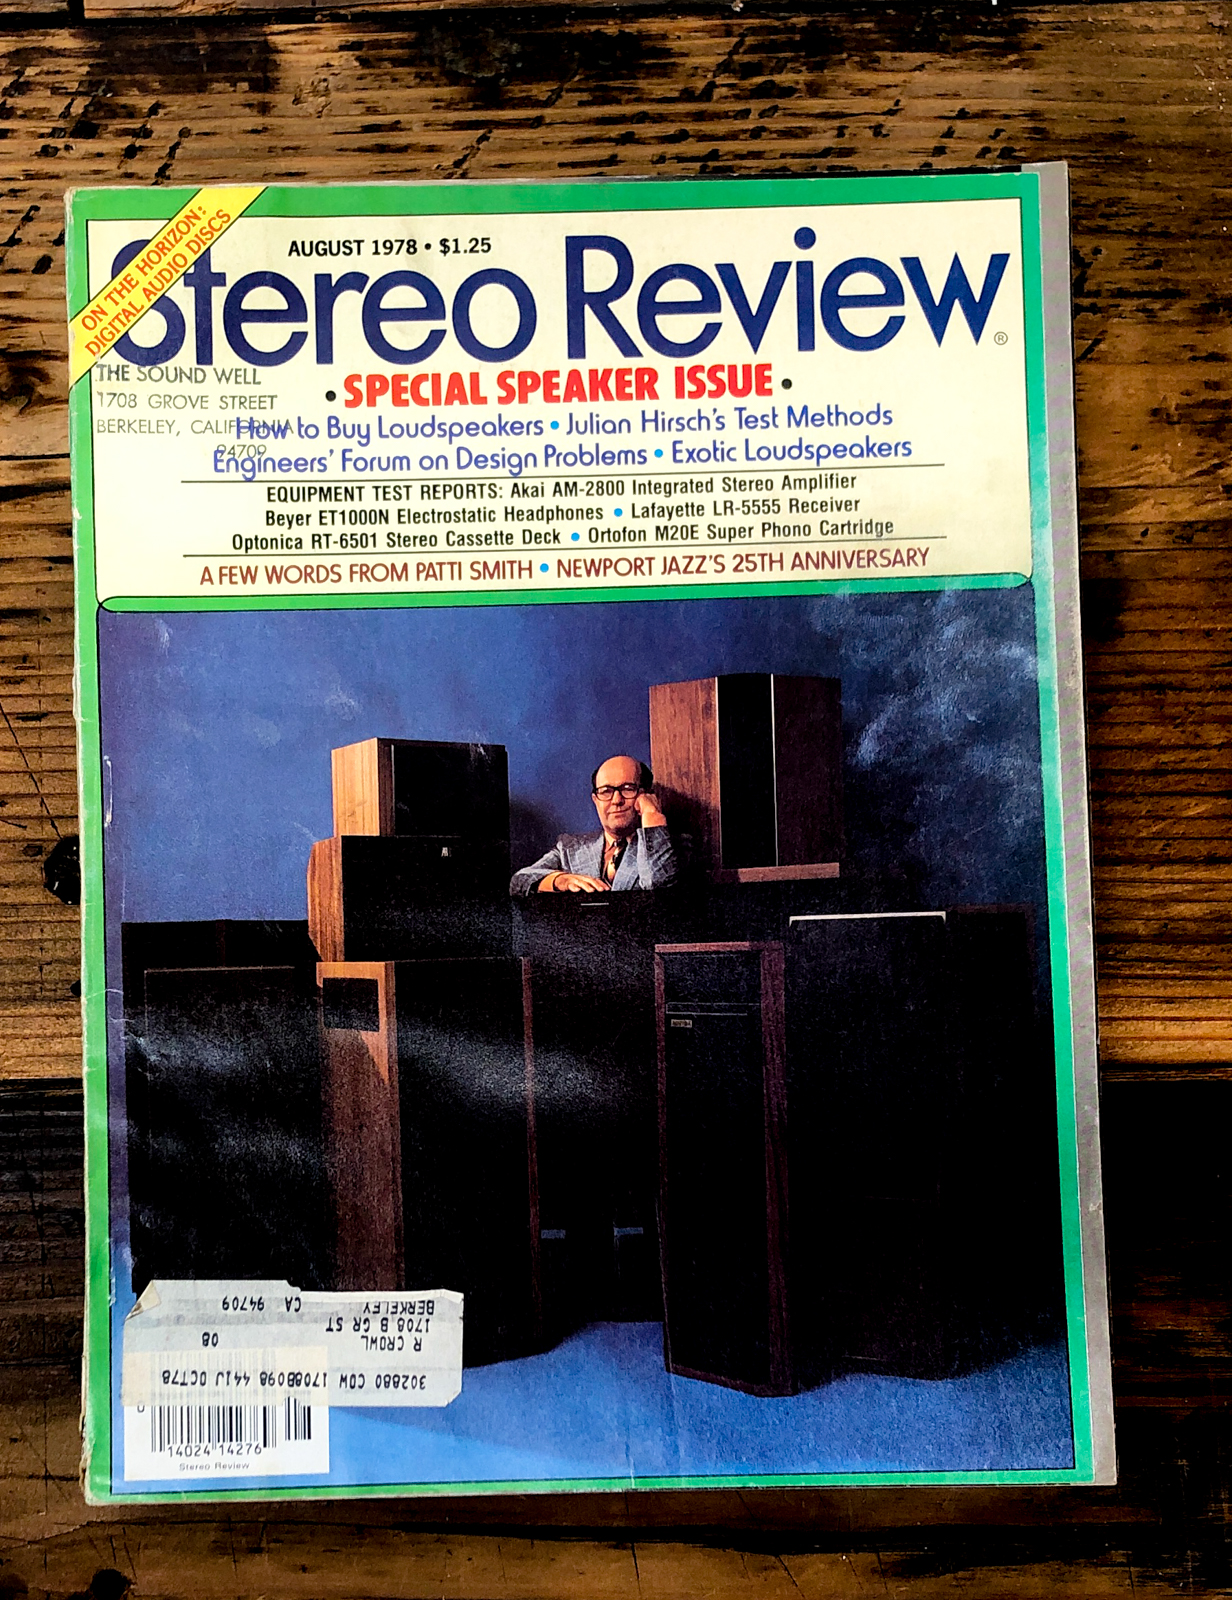 ON THE HORIZON:
DIGITAL AUDIO DISCS
AUGUST 1978 • $1.25
Stereo Review®
THE SOUND WELL
1708 GROVE STREET
BERKELEY, CALIFORNIA
94709
•SPECIAL SPEAKER ISSUE•
How to Buy Loudspeakers • Julian Hirsch's Test Methods
Engineers' Forum on Design Problems • Exotic Loudspeakers
EQUIPMENT TEST REPORTS: Akai AM-2800 Integrated Stereo Amplifier
Beyer ET1000N Electrostatic Headphones • Lafayette LR-5555 Receiver
Optonica RT-6501 Stereo Cassette Deck • Ortofon M20E Super Phono Cartridge
A FEW WORDS FROM PATTI SMITH • NEWPORT JAZZ'S 25TH ANNIVERSARY
302880 COW 1708B098 441J OCT78
R CROWL 08
1708 B GR ST
BERKELEY CA 94709
0
14024 14276
Stereo Review